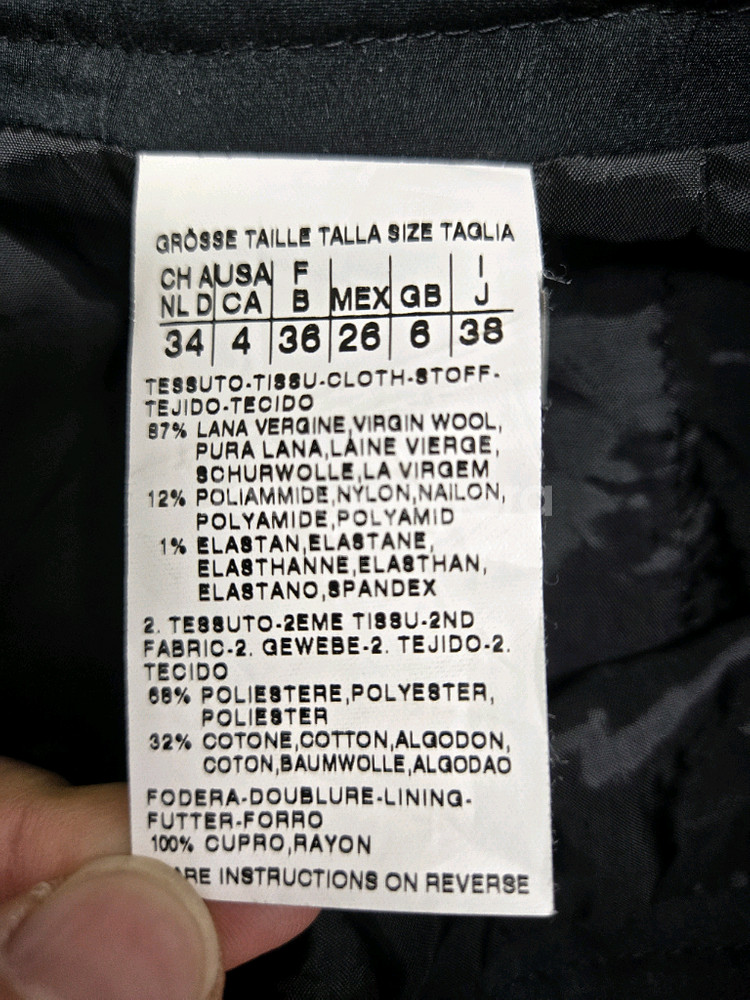 GRÖSSE TAILLE TALLA SIZE TAGLIA
CH AUSA F I
NL D CA B MEX GB J
34 4 36 26 6 38
TESSUTO-TISSU-CLOTH-STOFF-
TEJIDO-TECIDO
87% LANA VERGINE,VIRGIN WOOL,
PURA LANA,LAINE VIERGE,
SCHURWOLLE,LA VIRGEM
12% POLIAMMIDE,NYLON,NAILON,
POLYAMIDE,POLYAMID
1% ELASTAN,ELASTANE,
ELASTHANNE,ELASTHAN,
ELASTANO,SPANDEX
2. TESSUTO-2EME TISSU-2ND
FABRIC-2. GEWEBE-2. TEJIDO-2.
TECIDO
68% POLIESTERE,POLYESTER,
POLIESTER
32% COTONE,COTTON,ALGODON,
COTON,BAUMWOLLE,ALGODAO
FODERA-DOUBLURE-LINING-
FUTTER-FORRO
100% CUPRO,RAYON
ARE INSTRUCTIONS ON REVERSE